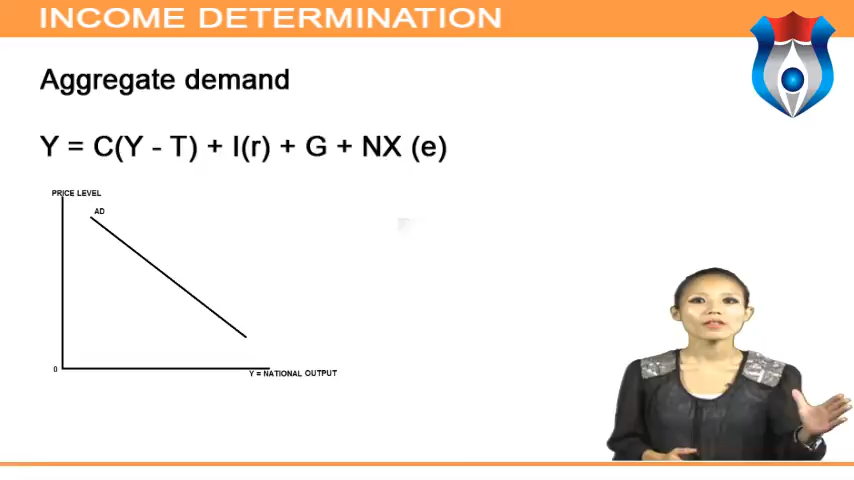 INCOME DETERMINATION
Aggregate demand
Y = C(Y - T) + I(r) + G + NX (e)
PRICE LEVEL
AD
0
Y = NATIONAL OUTPUT